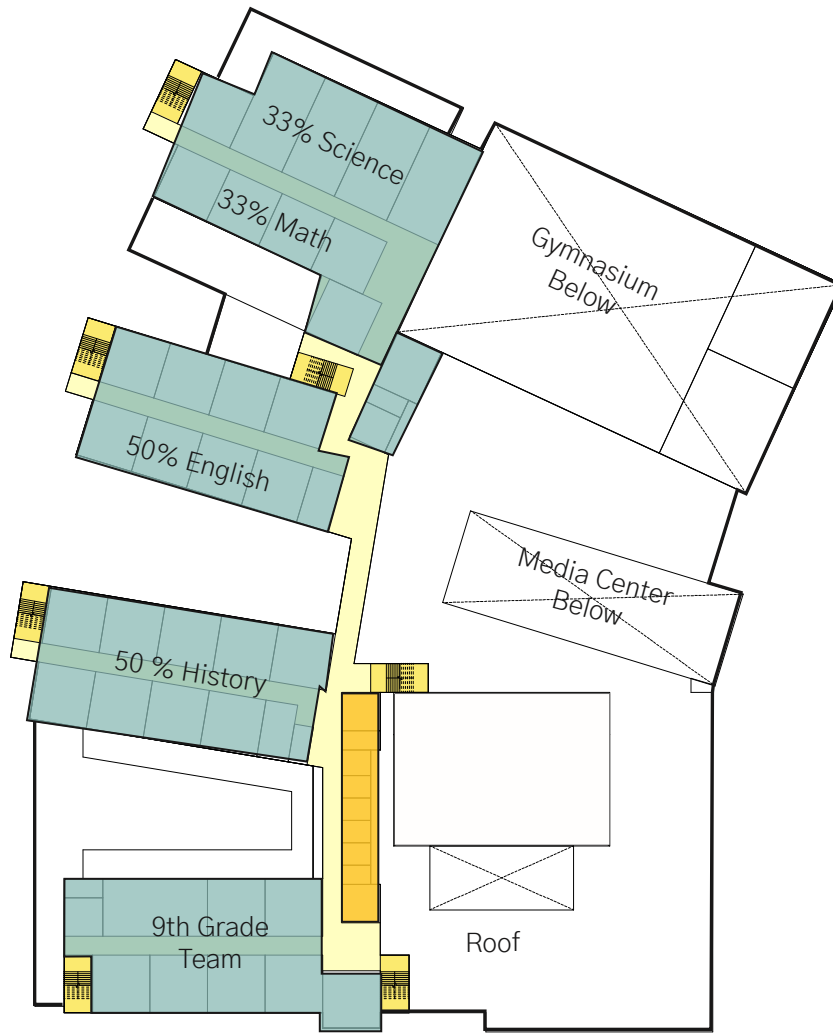 33% Science
33% Math
Gymnasium
Below
50% English
Media Center
Below
50 % History
9th Grade
Team
Roof